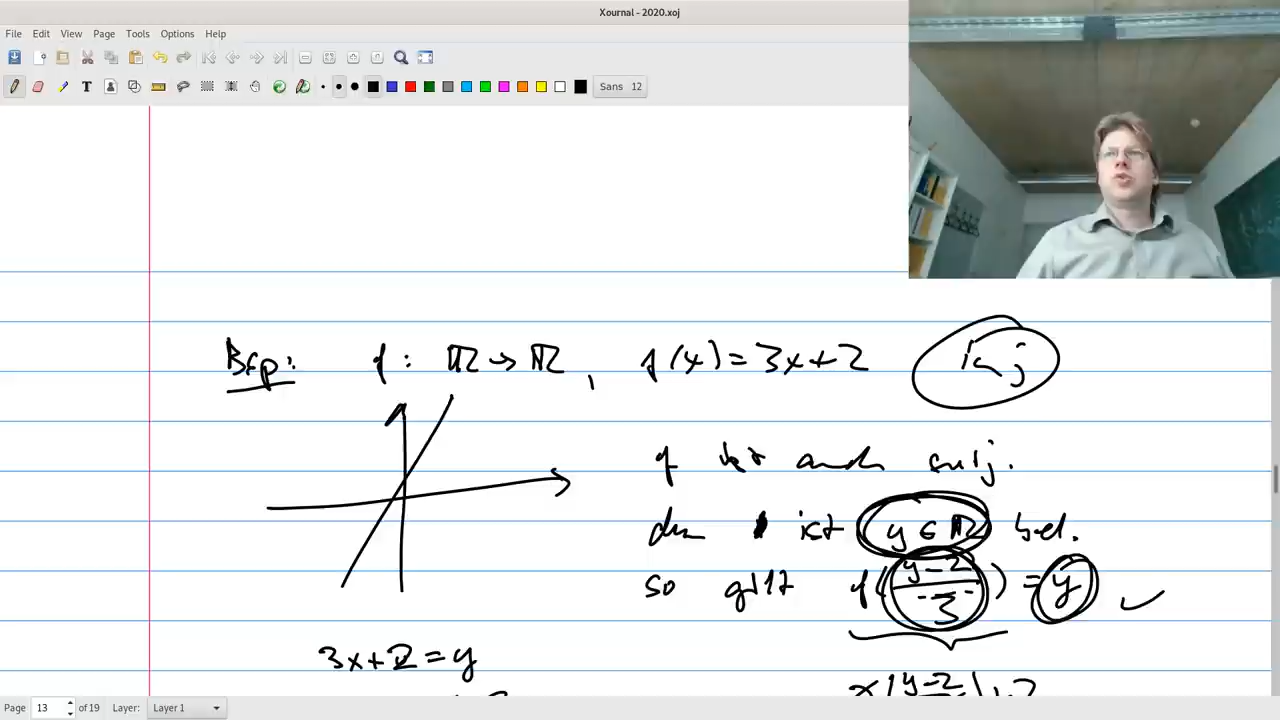 Xournal - 2020.xoj
File Edit View Page Tools Options Help
Sans 12
Bsp: f: ℝ → ℝ, f(x) = 3x+2 inj
f ist auch surj.
denn ist y ∈ ℝ bel.
so gilt f(\frac{y-2}{3}) = y ✓
3x+2 = y
Page 13 of 19 Layer: Layer 1